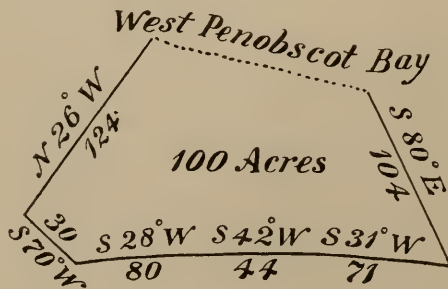 West Penobscot Bay
N 26° W
124.
S 80° E
104
100 Acres
30
S 70° W
S 28° W S 42° W S 31° W
80 44 71